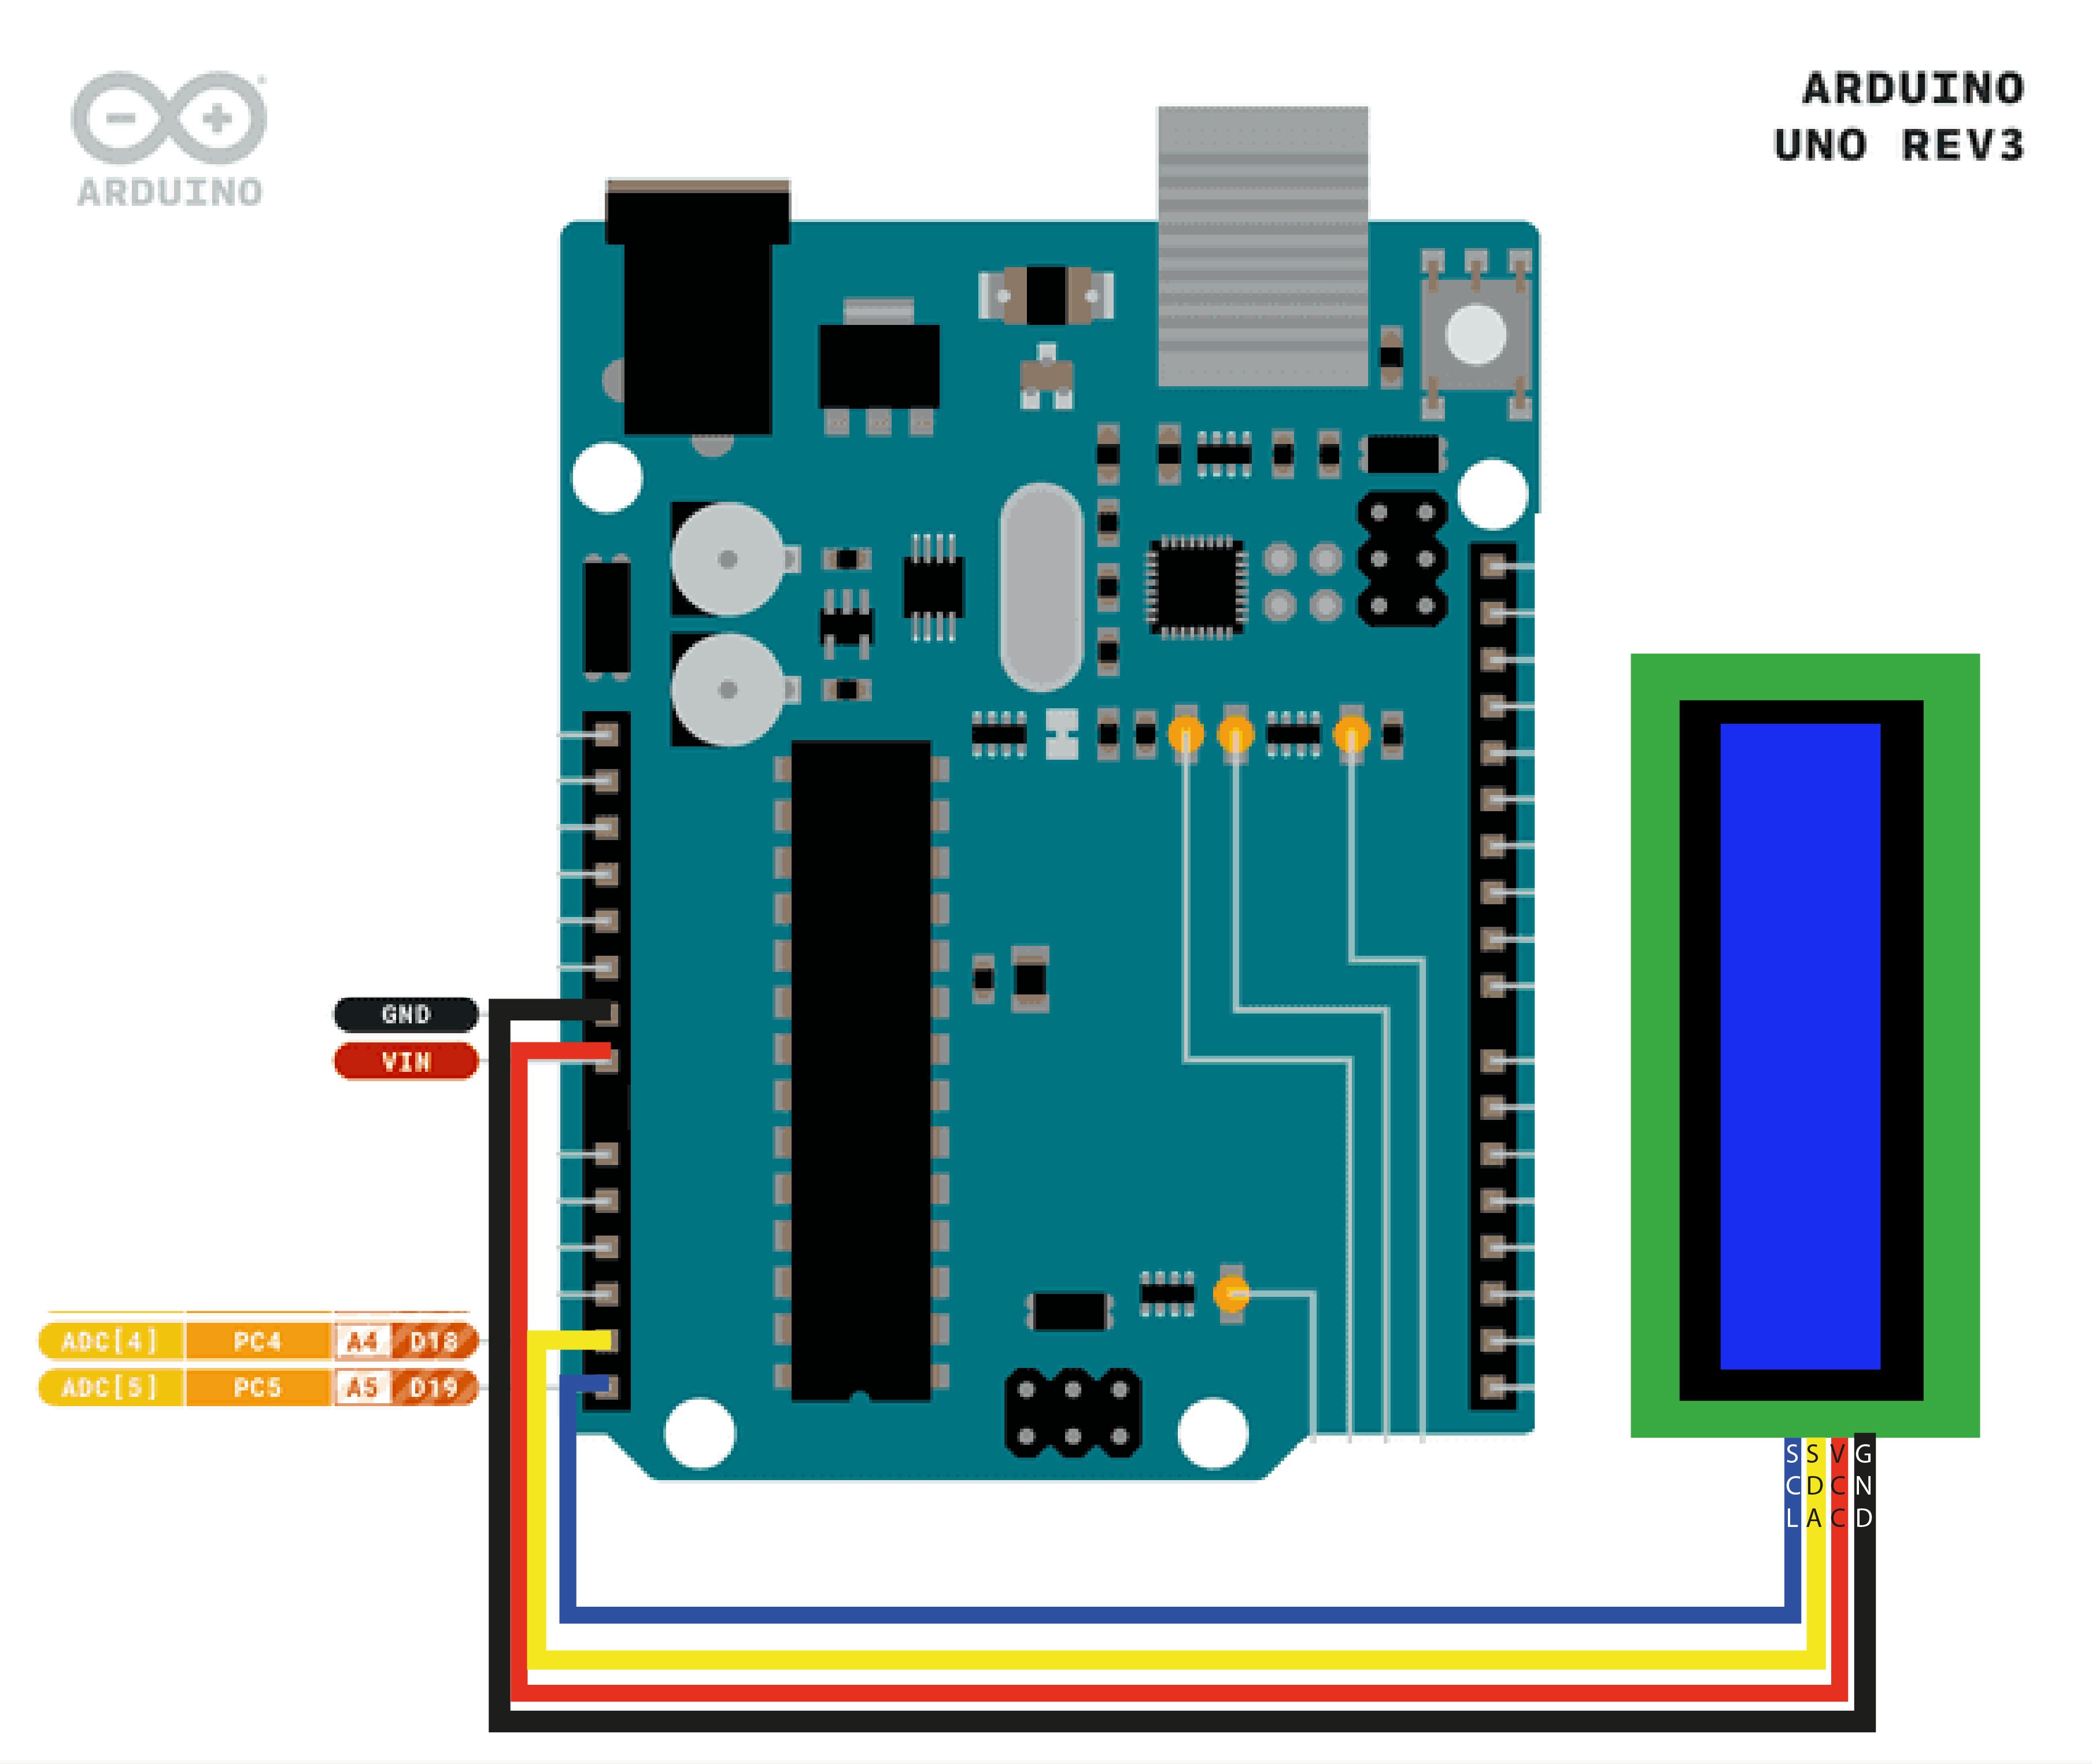 ARDUINO
UNO REV3
ARDUINO
GND
VIN
ADC[4] PC4 A4 D18
ADC[5] PC5 A5 D19
SCL SDA VCC GND